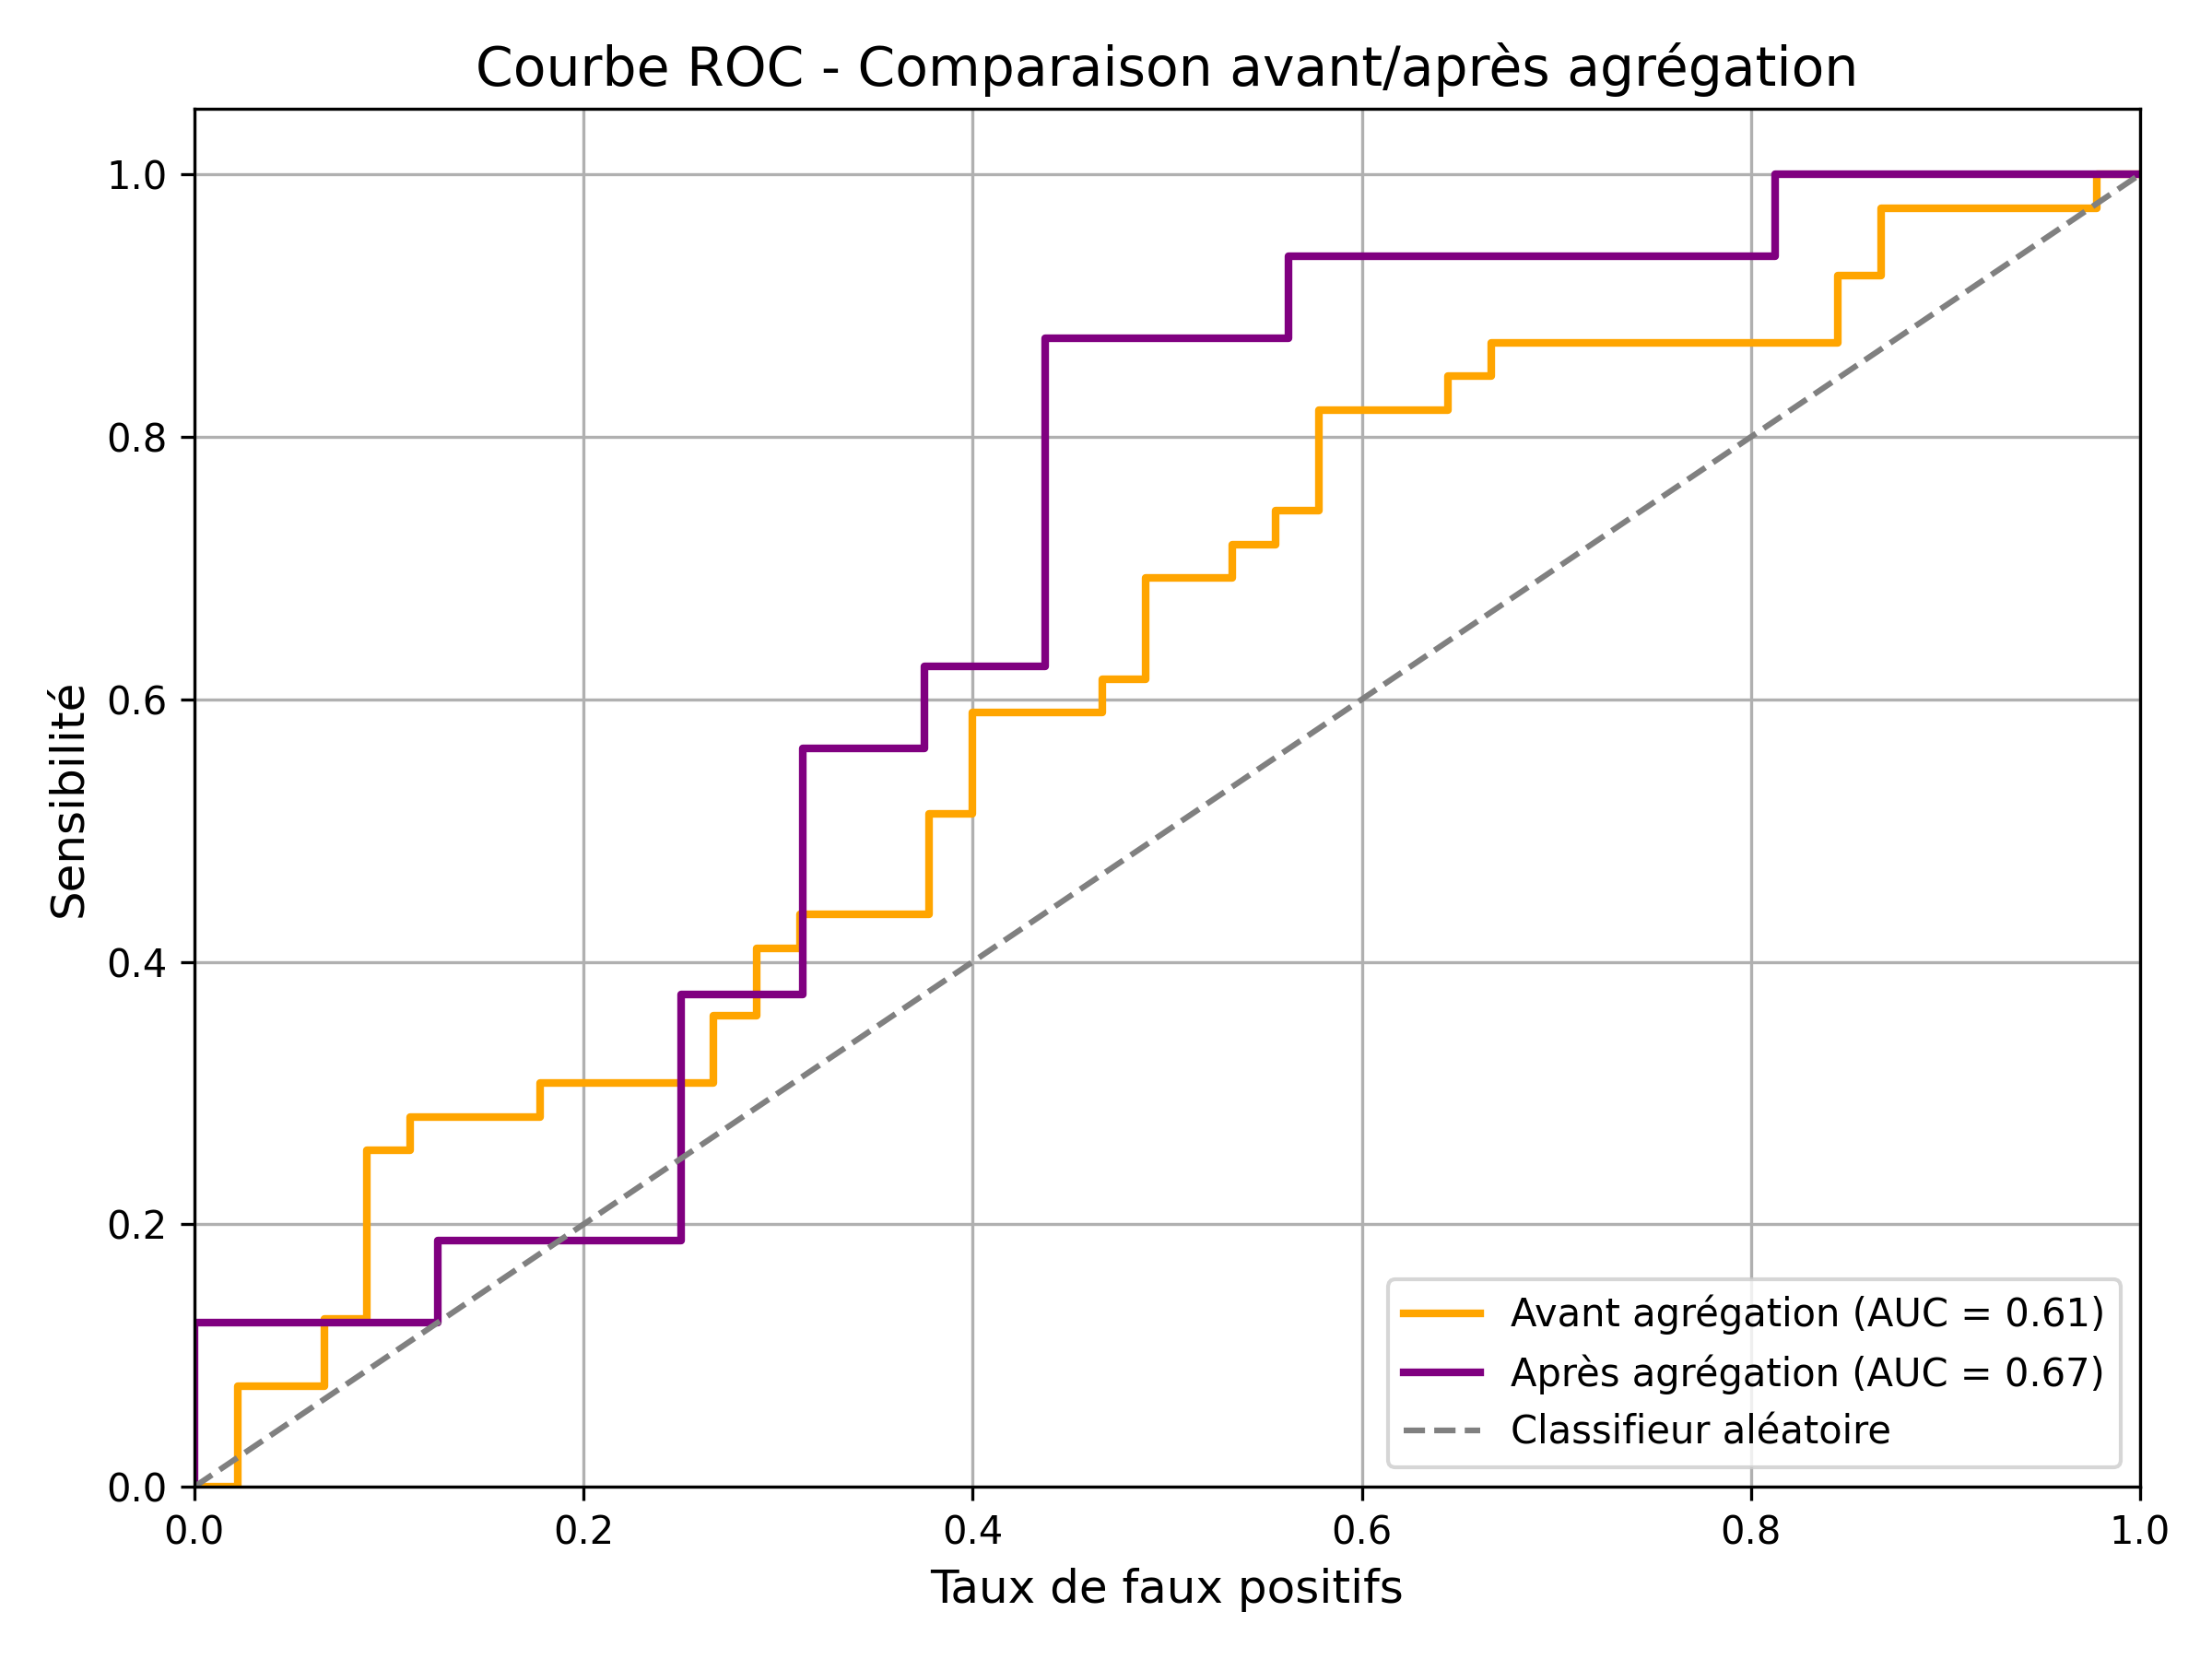 Courbe ROC - Comparaison avant/après agrégation
Sensibilité
1.0
0.8
0.6
0.4
0.2
0.0
0.0 0.2 0.4 0.6 0.8 1.0
Taux de faux positifs
Avant agrégation (AUC = 0.61)
Après agrégation (AUC = 0.67)
Classifieur aléatoire